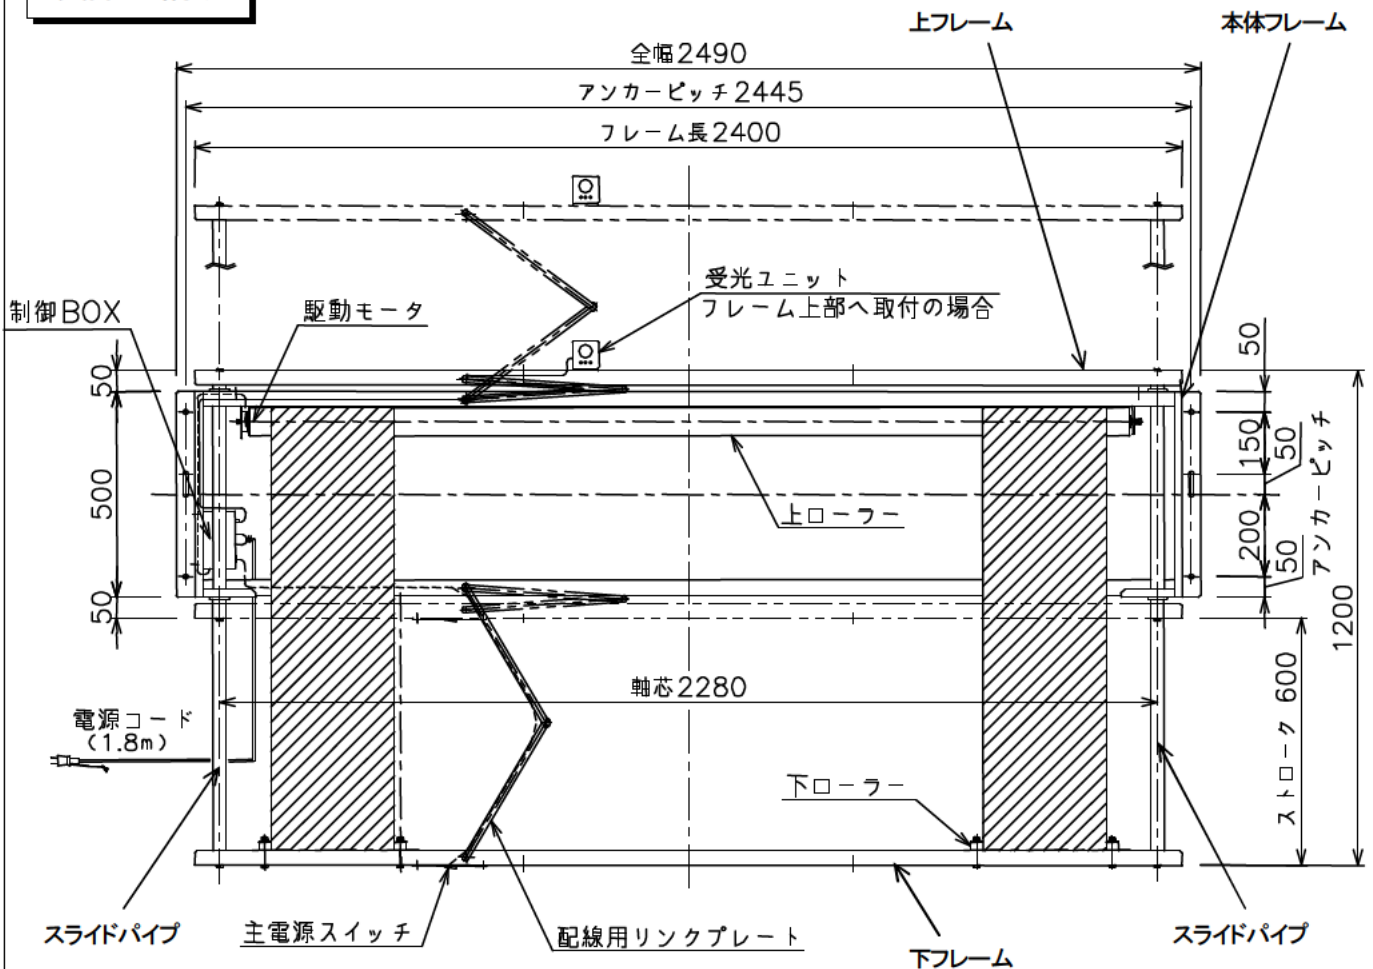 上フレーム
本体フレーム
全幅2490
アンカーピッチ2445
フレーム長2400
受光ユニット
フレーム上部へ取付の場合
制御BOX
駆動モータ
50
50
500
50
150
50
200
50
アンカーピッチ
1200
上ローラー
軸芯2280
ストローク 600
電源コード
(1.8m)
下ローラー
スライドパイプ
主電源スイッチ
配線用リンクプレート
下フレーム
スライドパイプ